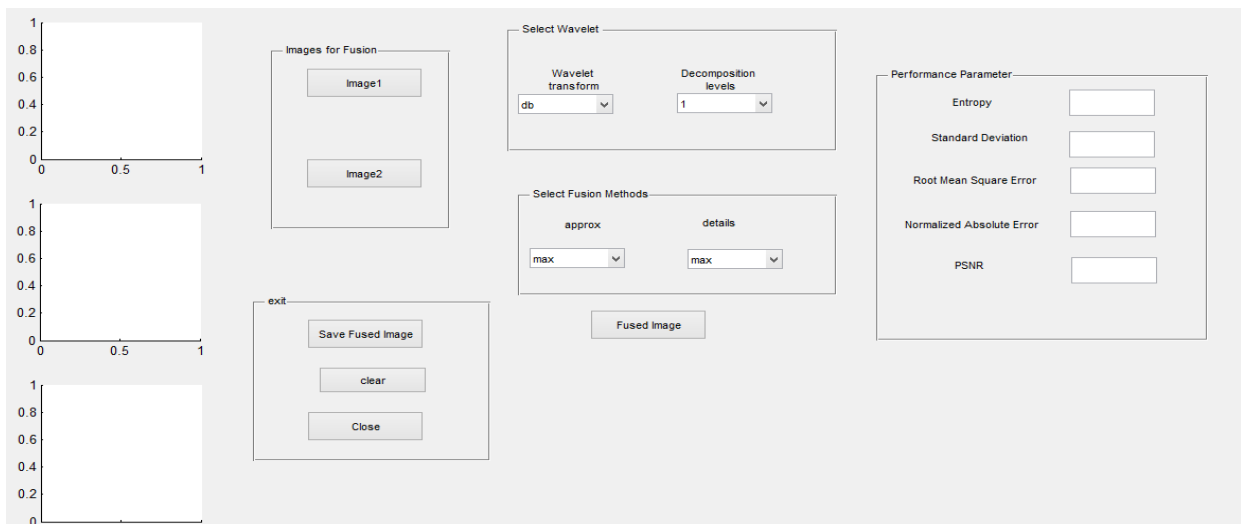 1
0.8
0.6
0.4
0.2
0
0 0.5 1
1
0.8
0.6
0.4
0.2
0
0 0.5 1
1
0.8
0.6
0.4
0.2
0
Images for Fusion
Image1
Image2
exit
Save Fused Image
clear
Close
Select Wavelet
Wavelet
transform
db
Decomposition
levels
1
Select Fusion Methods
approx
max
details
max
Fused Image
Performance Parameter
Entropy
Standard Deviation
Root Mean Square Error
Normalized Absolute Error
PSNR